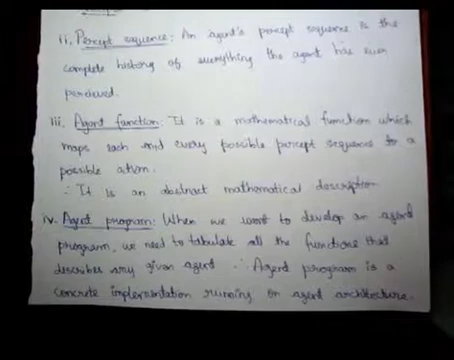 ii. Percept sequence: An agent's percept sequence is the
complete history of everything the agent has ever
perceived.
iii. Agent function: It is a mathematical function which
maps each and every possible percept sequence to a
possible action.
∴ It is an abstract mathematical description
iv. Agent program: When we want to develop an agent
program, we need to tabulate all the functions that
describes any given agent ∴ Agent program is a
concrete implementation running on agent architecture.